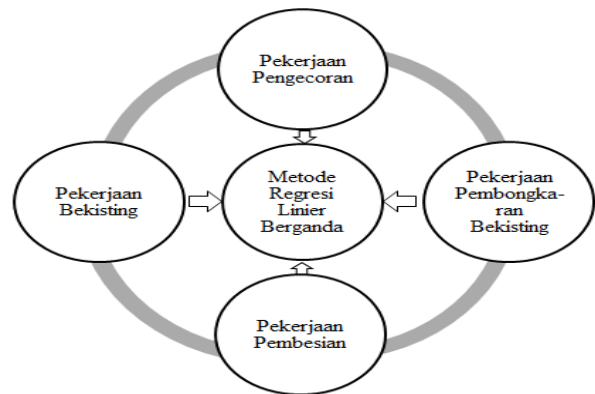 Pekerjaan
Pengecoran
Pekerjaan
Bekisting
Metode
Regresi
Linier
Berganda
Pekerjaan
Pembongka-
ran
Bekisting
Pekerjaan
Pembesian